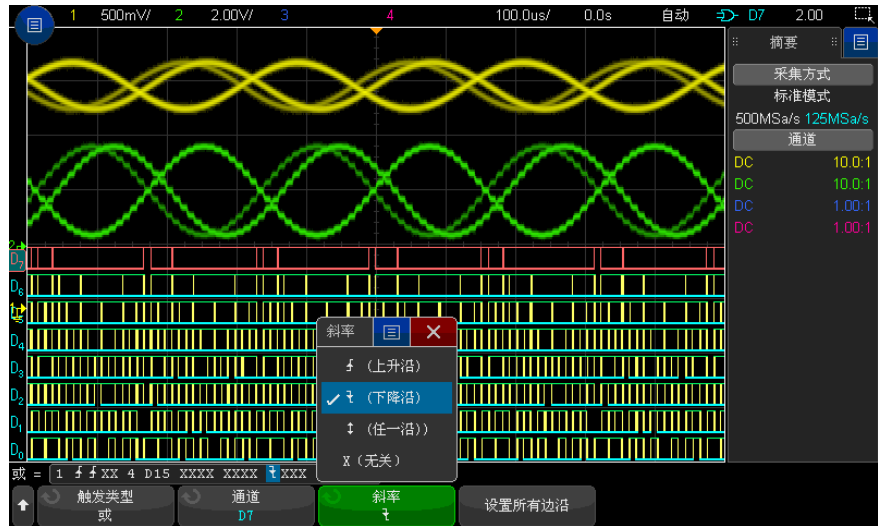 1 500mV/ 2 2.00V/ 3 4 100.0us/ 0.0s 自动 D7 2.00
摘要
采集方式
标准模式
500MSa/s 125MSa/s
通道
DC 10.0:1
DC 10.0:1
DC 1.00:1
DC 1.00:1
2
D7
D6
D4
D3
D2
D1
D0
斜率
(上升沿)
(下降沿)
(任一沿))
X (无关)
或 = 1 XX 4 D15 XXXX XXXX XXX
触发类型
或
通道
D7
斜率
设置所有边沿